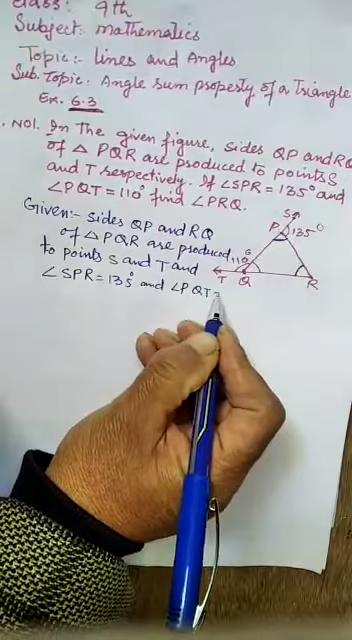 Class: 9th
Subject: mathematics
Topic:- lines and Angles
Sub. Topic: Angle sum property of a Triangle
Ex. 6.3
No1. In the given figure, sides QP and RQ
of △ PQR are produced to points S
and T respectively. If ∠SPR = 135° and
∠PQT = 110° find ∠PRQ.
Given:- sides QP and RQ
of △ PQR are produced
to points S and T and
∠SPR = 135° and ∠PQT =
S
P
135°
110°
T
Q
R